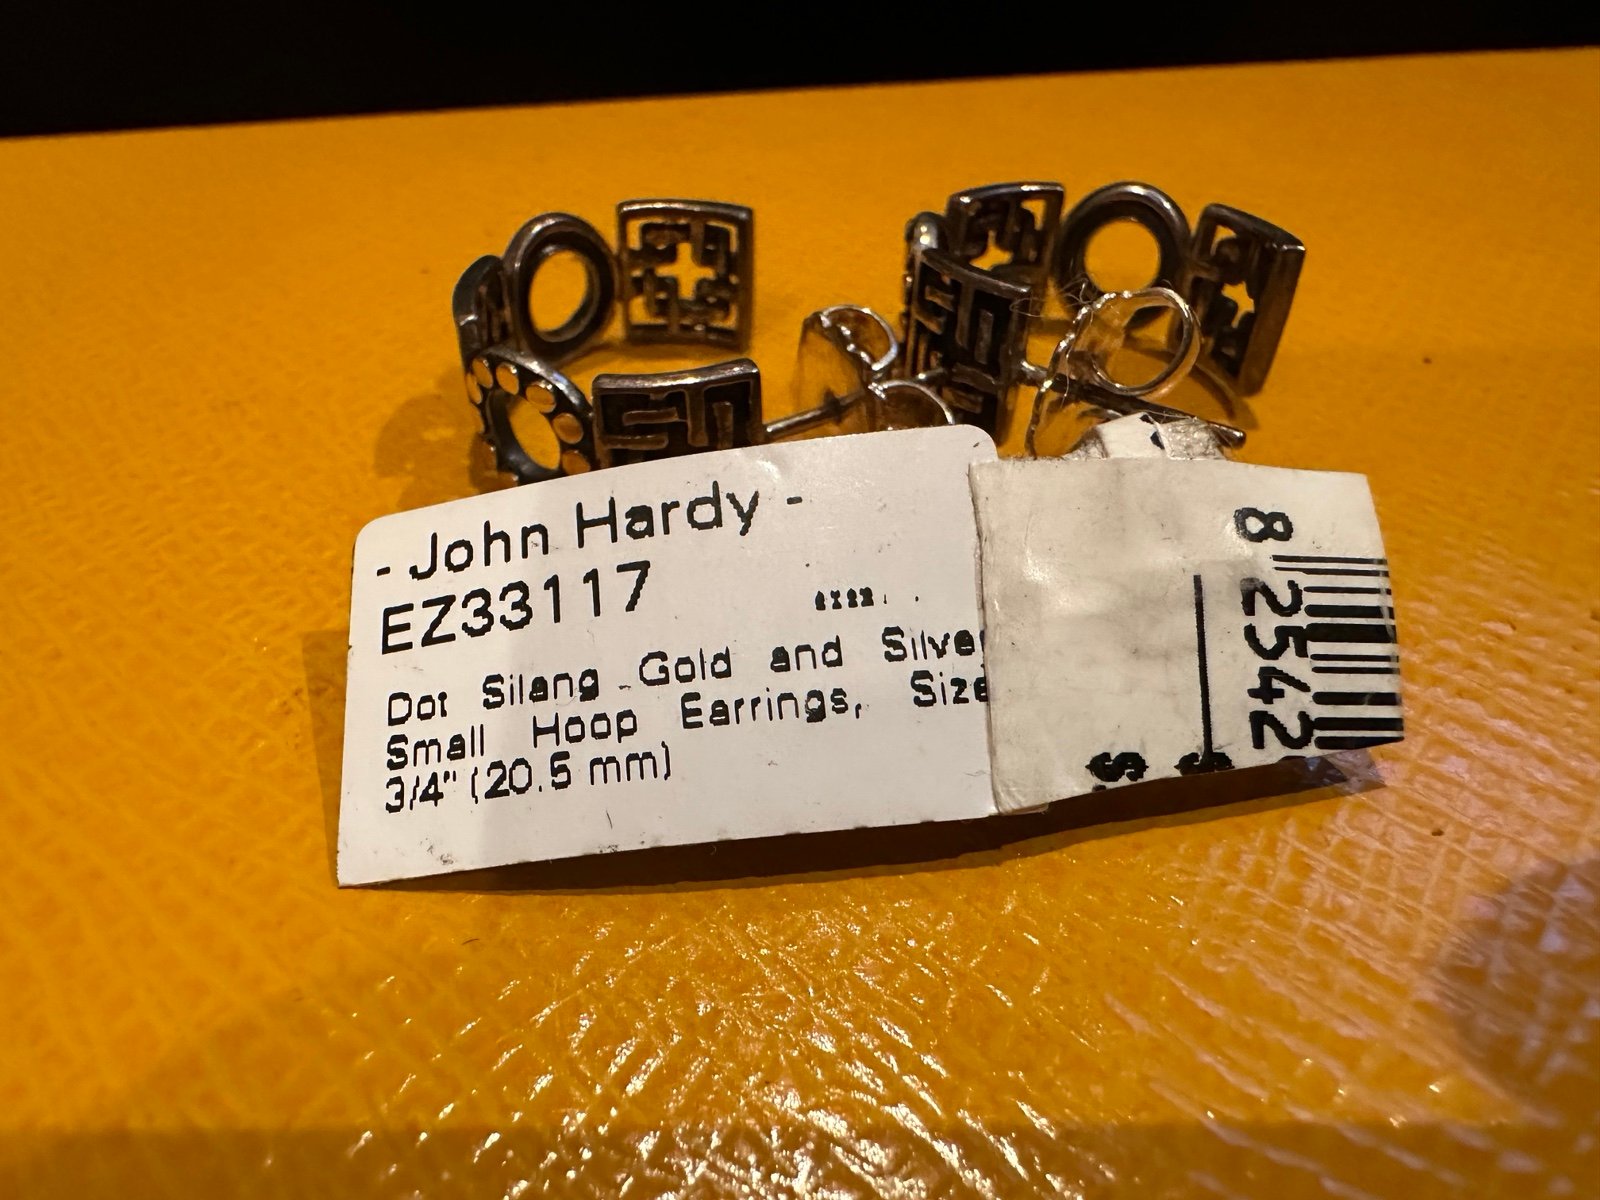 - John Hardy -
EZ33117
Dot Silang Gold and Silver
Small Hoop Earrings, Size
3/4" (20.5 mm)
8 2542
$
$